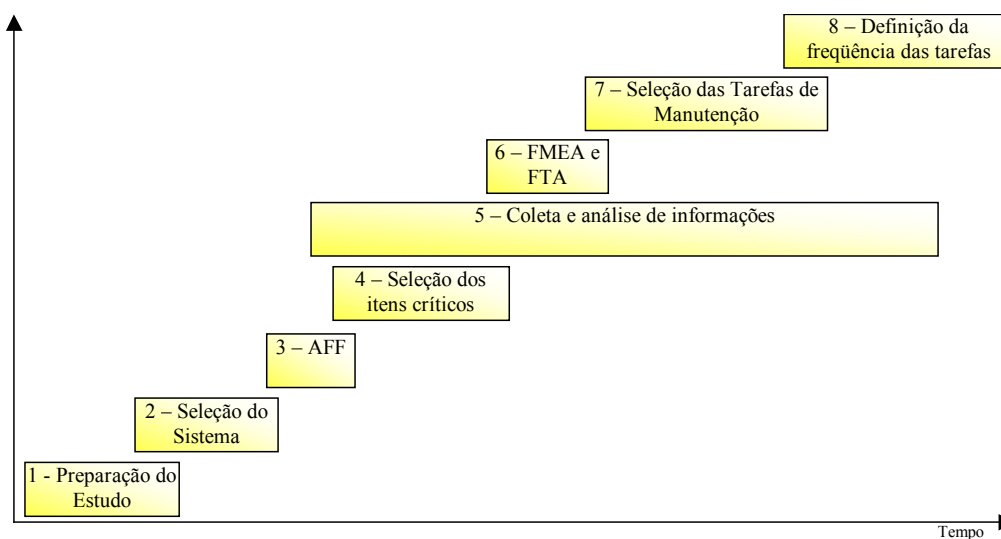 8 – Definição da
freqüência das tarefas
7 – Seleção das Tarefas de
Manutenção
6 – FMEA e
FTA
5 – Coleta e análise de informações
4 – Seleção dos
itens críticos
3 – AFF
2 – Seleção do
Sistema
1 - Preparação do
Estudo
Tempo